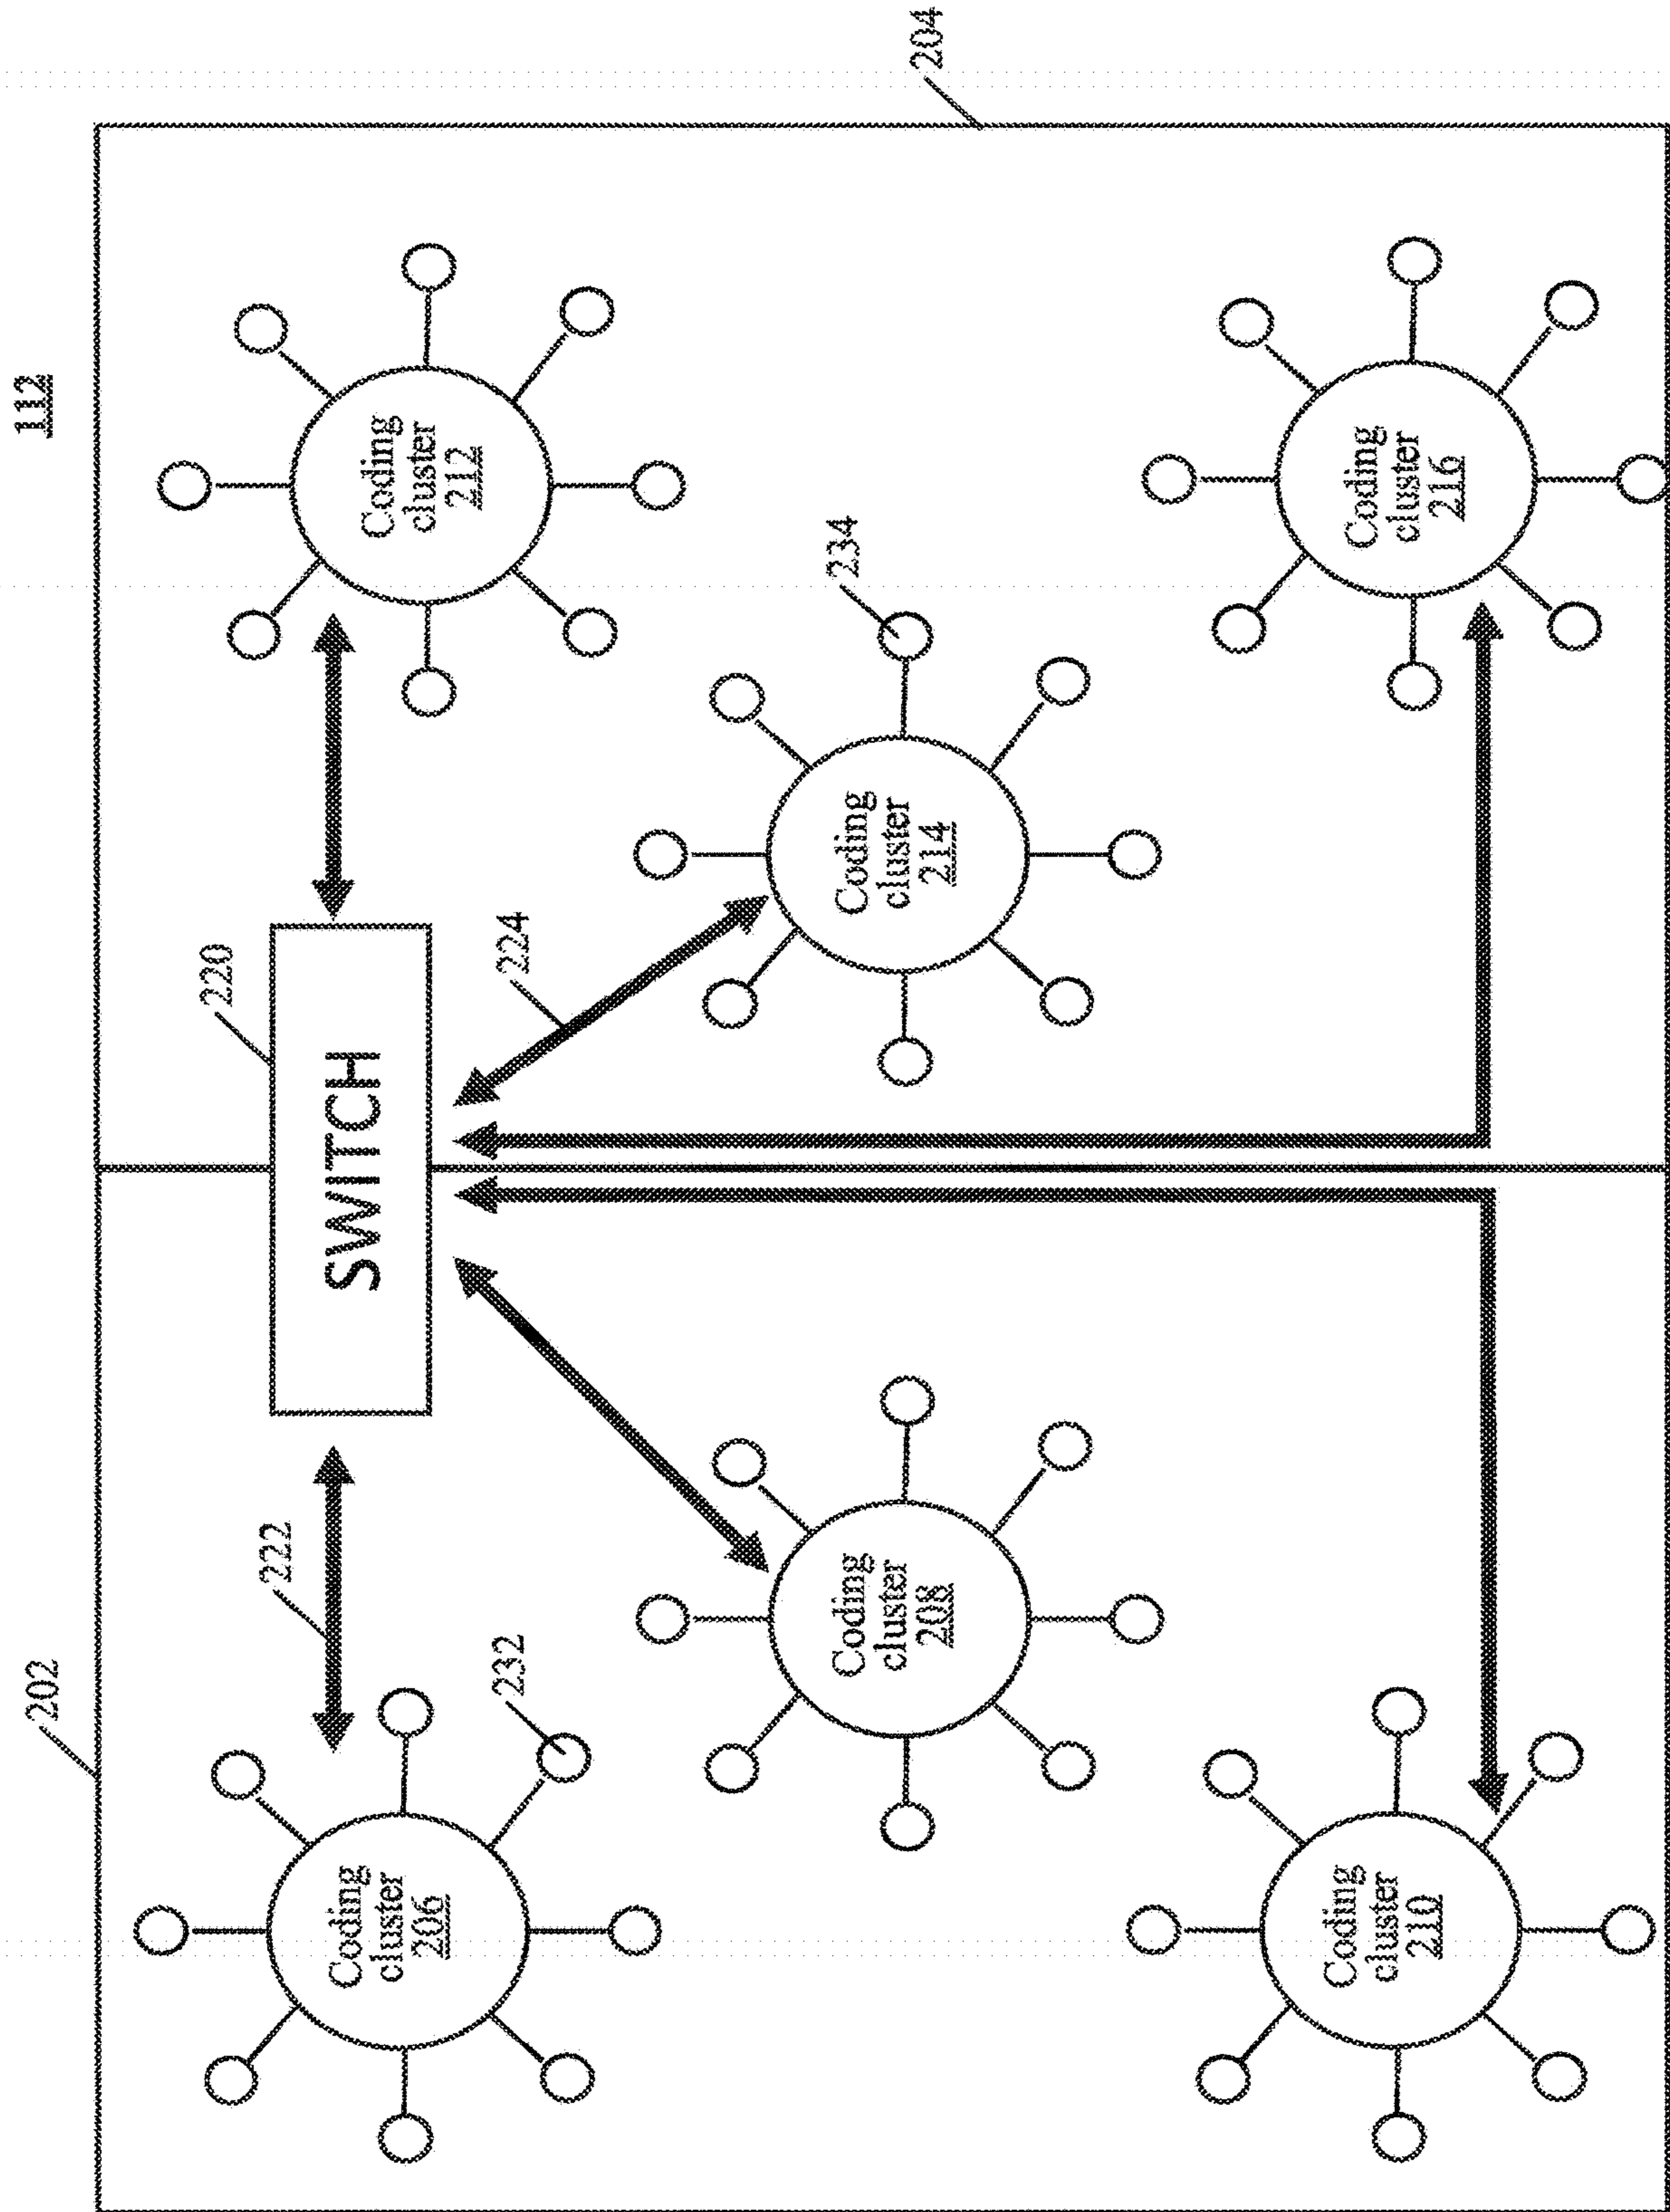 112
202
204
220
SWITCH
222
224
232
234
Coding
cluster
206
Coding
cluster
208
Coding
cluster
210
Coding
cluster
212
Coding
cluster
214
Coding
cluster
216